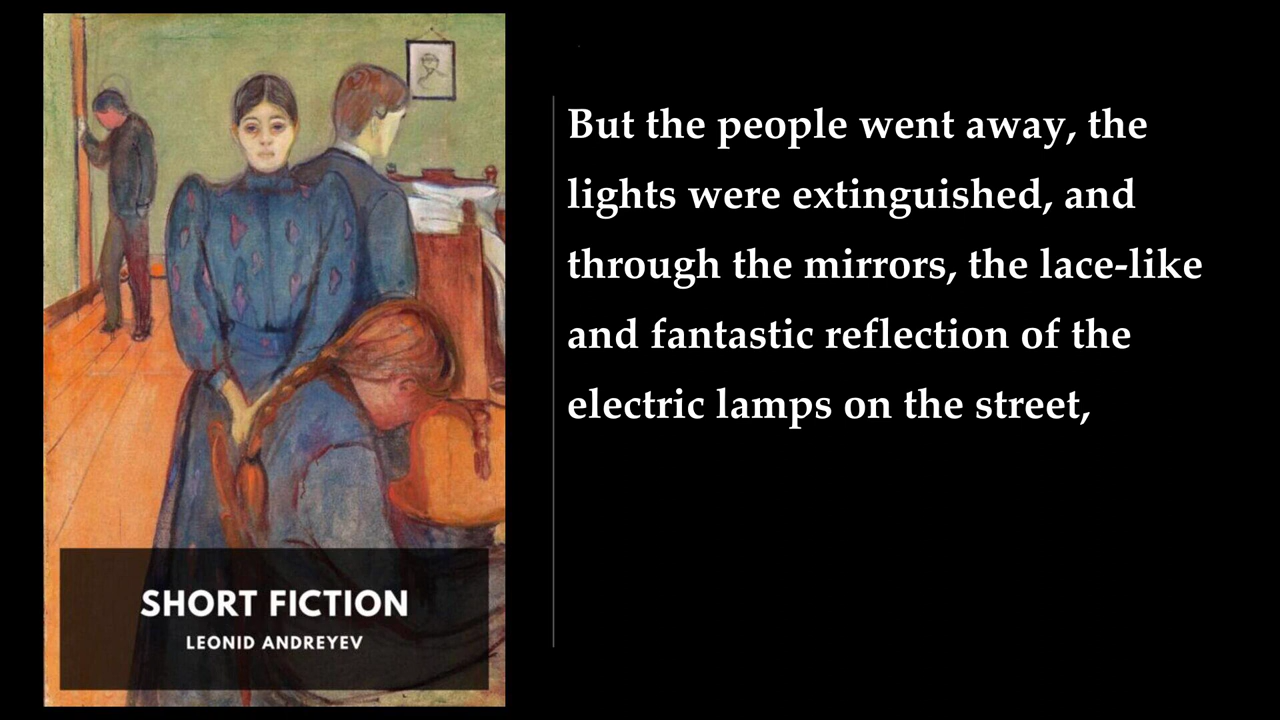 But the people went away, the
lights were extinguished, and
through the mirrors, the lace-like
and fantastic reflection of the
electric lamps on the street,
SHORT FICTION
LEONID ANDREYEV